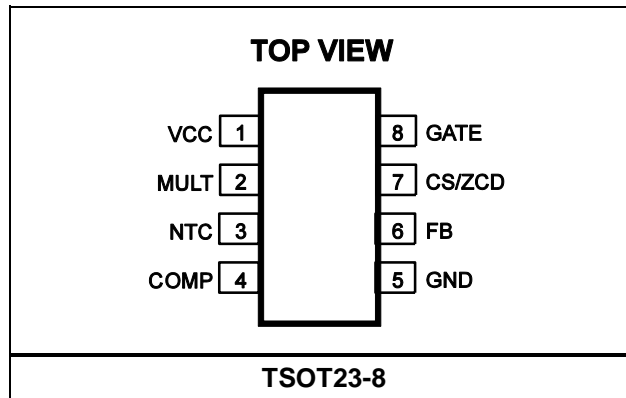 TOP VIEW
VCC 1 8 GATE
MULT 2 7 CS/ZCD
NTC 3 6 FB
COMP 4 5 GND
TSOT23-8